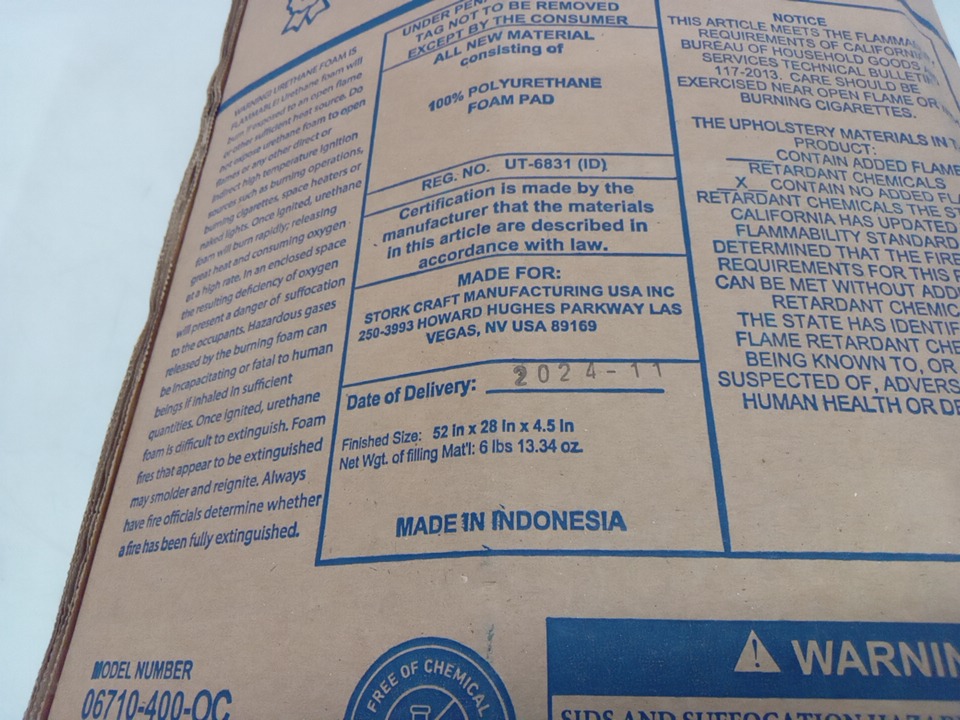 WARNING! URETHANE FOAM IS
FLAMMABLE! Urethane foam will
burn if exposed to an open flame
or other sufficient heat source. Do
not expose urethane foam to open
flames or any other direct or
indirect high temperature ignition
sources such as burning operations,
burning cigarettes, space heaters or
naked lights. Once ignited, urethane
foam will burn rapidly; releasing
great heat and consuming oxygen
at a high rate. In an enclosed space
the resulting deficiency of oxygen
will present a danger of suffocation
to the occupants. Hazardous gases
released by the burning foam can
be incapacitating or fatal to human
beings if inhaled in sufficient
quantities. Once ignited, urethane
foam is difficult to extinguish. Foam
fires that appear to be extinguished
may smolder and reignite. Always
have fire officials determine whether
a fire has been fully extinguished.
UNDER
TAG NOT TO BE REMOVED
EXCEPT BY THE CONSUMER
ALL NEW MATERIAL
consisting of
100% POLYURETHANE
FOAM PAD
REG. NO. UT-6831 (ID)
Certification is made by the
manufacturer that the materials
in this article are described in
accordance with law.
MADE FOR:
STORK CRAFT MANUFACTURING USA INC
250-3993 HOWARD HUGHES PARKWAY LAS
VEGAS, NV USA 89169
Date of Delivery: 2024-11
Finished Size: 52 in x 28 in x 4.5 in
Net Wgt. of filling Mat'l: 6 lbs 13.34 oz.
MADE IN INDONESIA
NOTICE
THIS ARTICLE MEETS THE
REQUIREMENTS OF
BUREAU OF HOUSEHOLD GOODS
SERVICES TECHNICAL
117-2013. CARE SHOULD BE
EXERCISED NEAR OPEN FLAME OR
BURNING CIGARETTES.
THE UPHOLSTERY MATERIALS IN
PRODUCT:
CONTAIN ADDED
RETARDANT CHEMICALS
X CONTAIN NO ADDED
RETARDANT CHEMICALS THE
CALIFORNIA HAS UPDATED
FLAMMABILITY STANDARD
DETERMINED THAT THE FIRE
REQUIREMENTS FOR THIS
CAN BE MET WITHOUT
RETARDANT
THE STATE HAS
FLAME RETARDANT
BEING KNOWN TO, OR
SUSPECTED OF,
HUMAN HEALTH OR
MODEL NUMBER
06710-400-OC
FREE OF CHEMICAL
WARNIN
SIDS AND